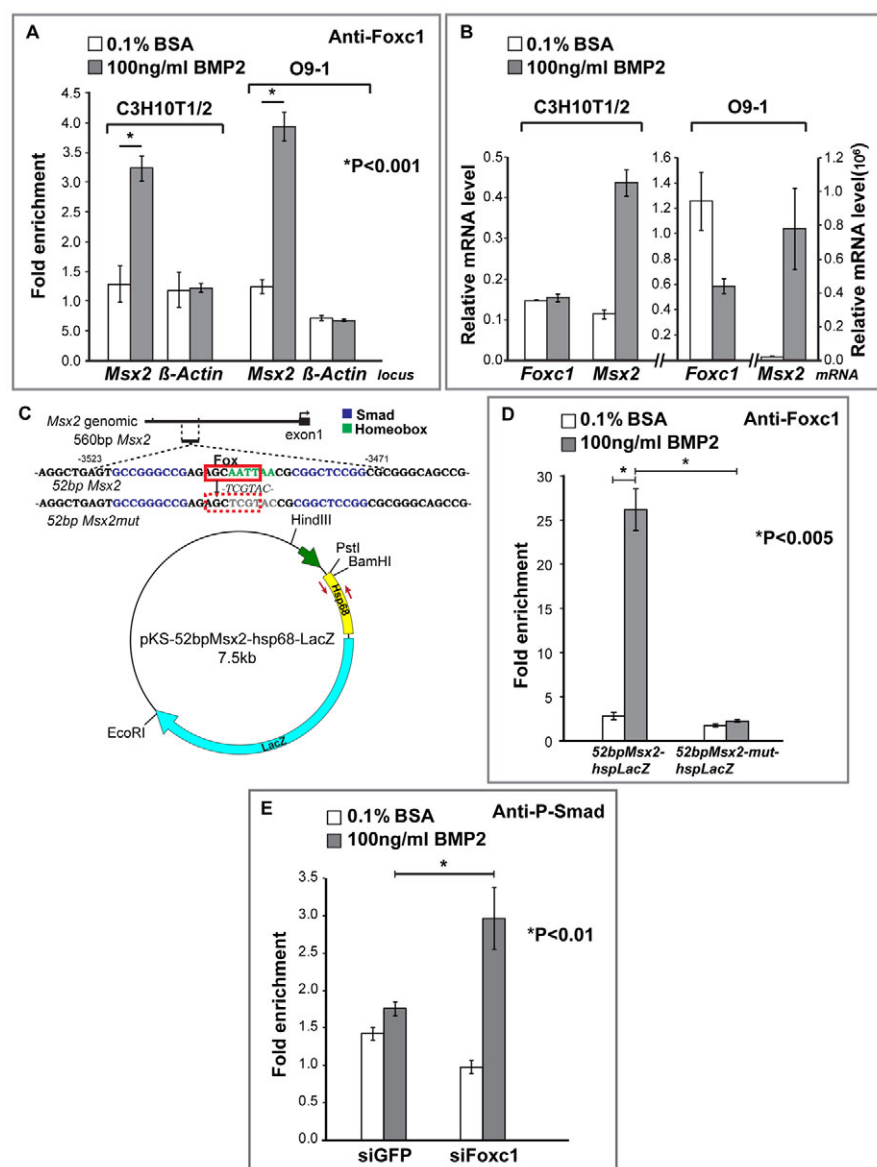 A
0.1% BSA
Anti-Foxc1
100ng/ml BMP2
O9-1
C3H10T1/2
*
*
*P<0.001
Fold enrichment
4.5
4.0
3.5
3.0
2.5
2.0
1.5
1.0
5.0
0.0
Msx2 ß-Actin Msx2 ß-Actin locus
B
0.1% BSA
100ng/ml BMP2
C3H10T1/2
O9-1
Relative mRNA level
0.5
0.4
0.3
0.2
0.1
0.0
Relative mRNA level
1.6
1.4
1.2
1.0
0.8
0.6
0.4
0.2
0.0
1.2
1.0
0.8
0.6
0.4
0.2
0.0
Relative mRNA level(10⁶)
Foxc1 Msx2 Foxc1 Msx2 mRNA
C
Msx2 genomic
560bp Msx2
exon1
Smad
Homeobox
-3523
Fox
-3471
-AGGCTGAGTGCCGGGCCGAGAGCAATTAACGCGGCTCCGGCGCGGGCAGCCG-
52bp Msx2
-TCGTAC-
-AGGCTGAGTGCCGGGCCGAGAGCTCGTACCGCGGCTCCGGCGCGGGCAGCCG-
52bp Msx2mut
HindIII
PstI
BamHI
Hsp68
pKS-52bpMsx2-hsp68-LacZ
7.5kb
EcoRI
LacZ
D
0.1% BSA
Anti-Foxc1
100ng/ml BMP2
*
*
*P<0.005
Fold enrichment
30
25
20
15
10
5
0
52bpMsx2-
hspLacZ
52bpMsx2-mut-
hspLacZ
E
0.1% BSA
Anti-P-Smad
100ng/ml BMP2
*
*P<0.01
Fold enrichment
3.5
3.0
3.0
2.5
2.0
1.5
1.0
0.5
0.0
siGFP siFoxc1